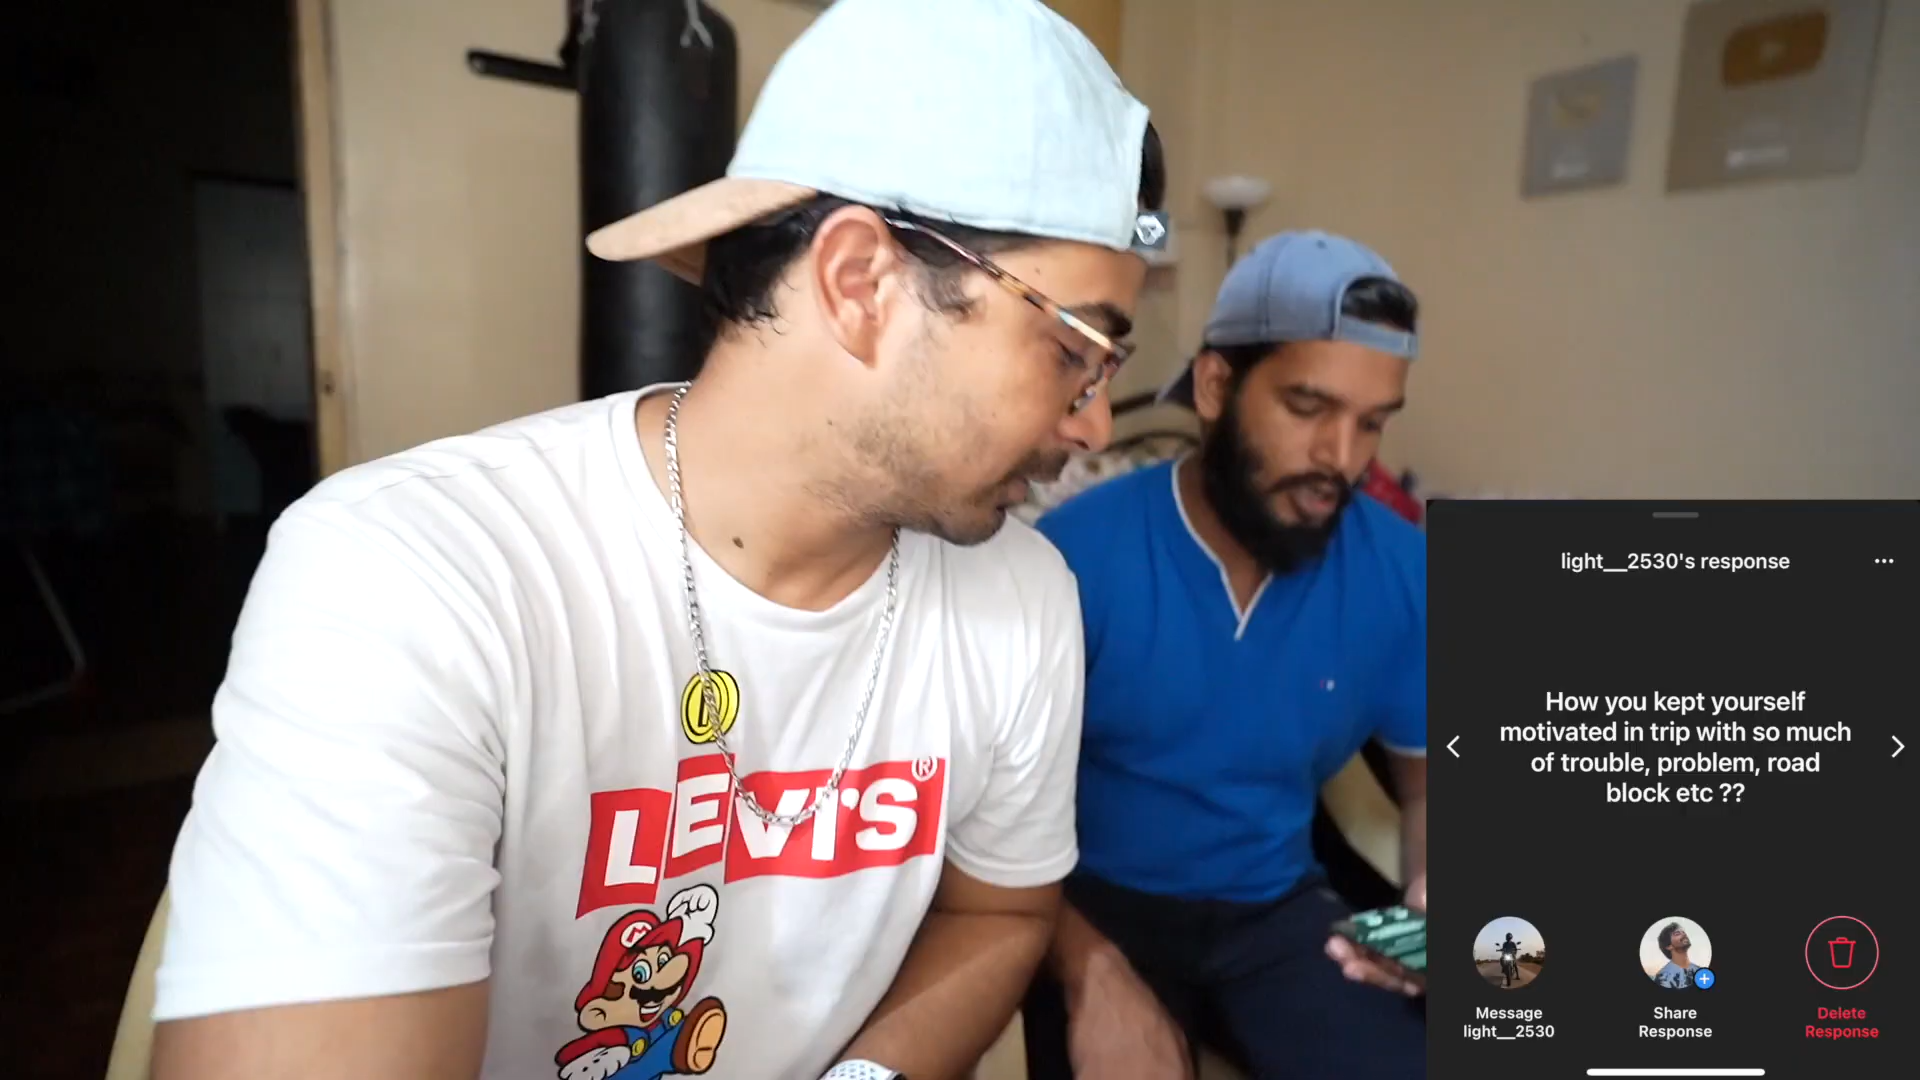 LEVI'S®
M
light__2530's response
How you kept yourself
motivated in trip with so much
of trouble, problem, road
block etc ??
Message
light__2530
Share
Response
Delete
Response